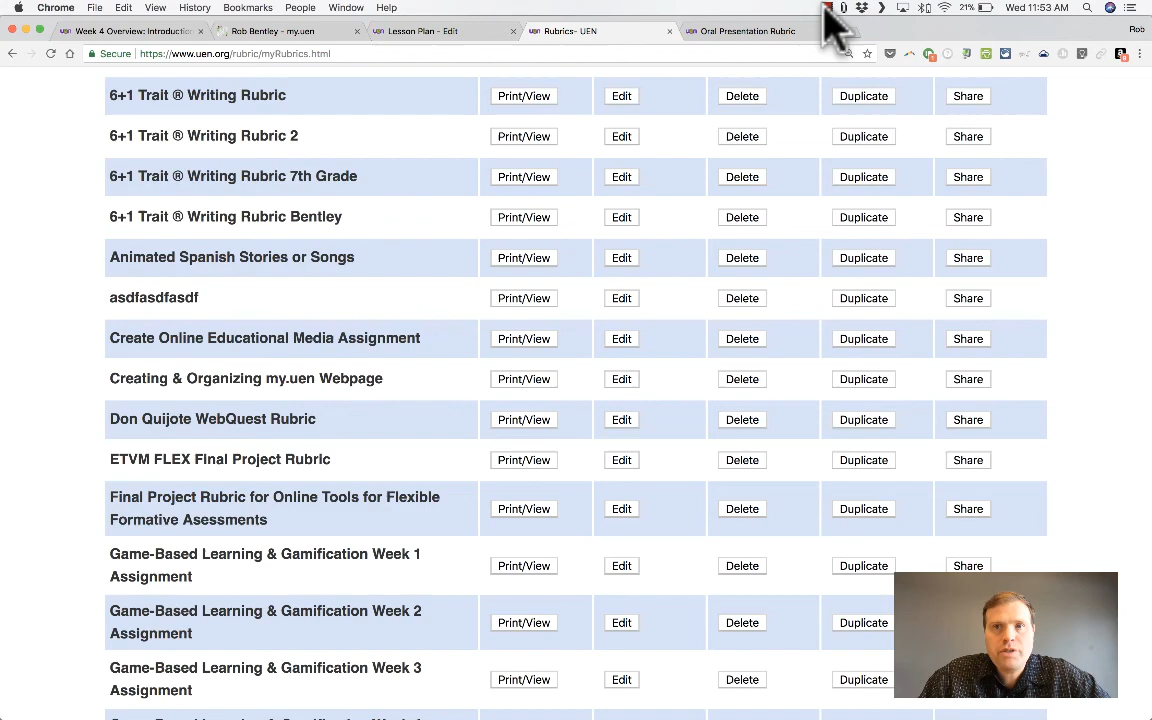 Chrome File Edit View History Bookmarks People Window Help 21% Wed 11:53 AM
Week 4 Overview: Introduction Rob Bentley - my.uen Lesson Plan - Edit Rubrics- UEN Oral Presentation Rubric Rob
Secure https://www.uen.org/rubric/myRubrics.html
6+1 Trait ® Writing Rubric Print/View Edit Delete Duplicate Share
6+1 Trait ® Writing Rubric 2 Print/View Edit Delete Duplicate Share
6+1 Trait ® Writing Rubric 7th Grade Print/View Edit Delete Duplicate Share
6+1 Trait ® Writing Rubric Bentley Print/View Edit Delete Duplicate Share
Animated Spanish Stories or Songs Print/View Edit Delete Duplicate Share
asdfasdfasdf Print/View Edit Delete Duplicate Share
Create Online Educational Media Assignment Print/View Edit Delete Duplicate Share
Creating & Organizing my.uen Webpage Print/View Edit Delete Duplicate Share
Don Quijote WebQuest Rubric Print/View Edit Delete Duplicate Share
ETVM FLEX Final Project Rubric Print/View Edit Delete Duplicate Share
Final Project Rubric for Online Tools for Flexible
Formative Asessments Print/View Edit Delete Duplicate Share
Game-Based Learning & Gamification Week 1
Assignment Print/View Edit Delete Duplicate Share
Game-Based Learning & Gamification Week 2
Assignment Print/View Edit Delete Duplicate
Game-Based Learning & Gamification Week 3
Assignment Print/View Edit Delete Duplicate